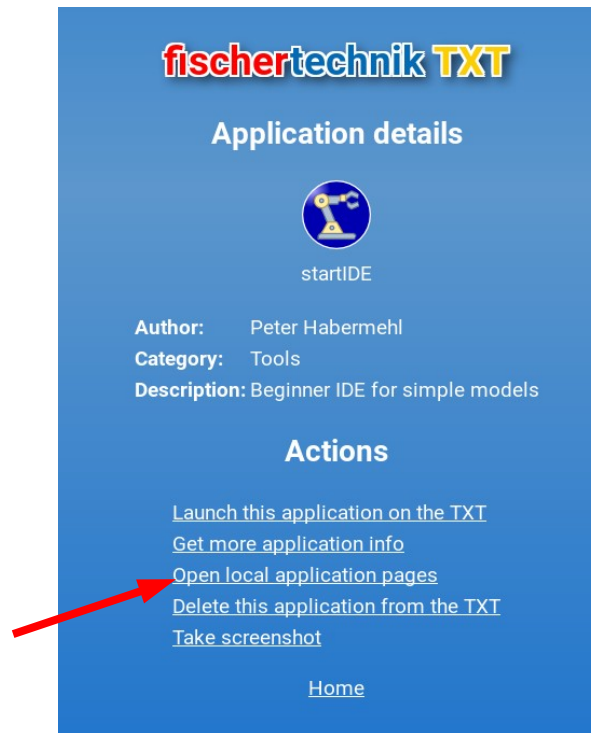 fischertechnik TXT
Application details
startIDE
Author: Peter Habermehl
Category: Tools
Description: Beginner IDE for simple models
Actions
Launch this application on the TXT
Get more application info
Open local application pages
Delete this application from the TXT
Take screenshot
Home